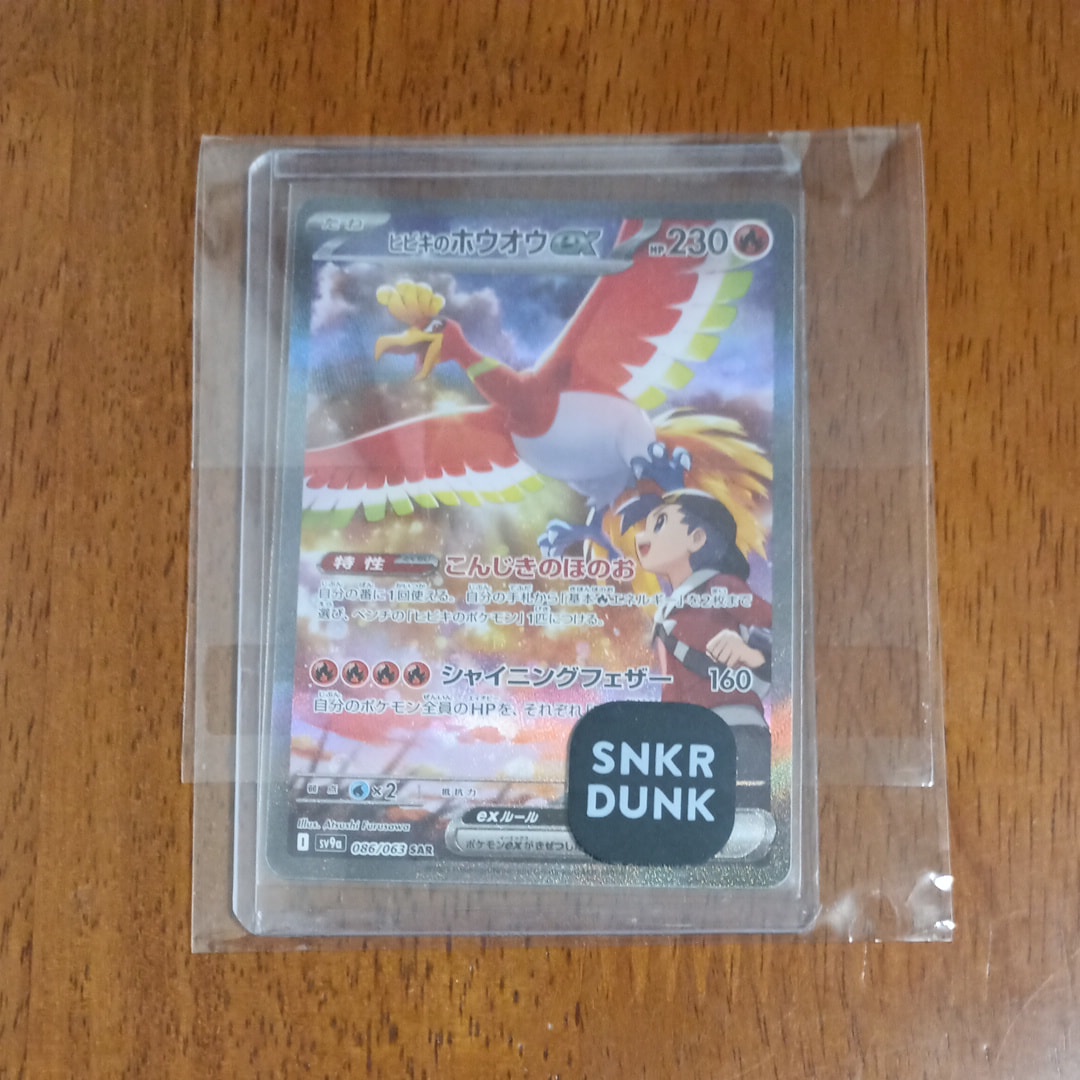 たね
ヒビキのホウオウex HP230
特性 こんじきのほのお
自分の番に1回使える。自分の手札から「基本エネルギー」を2枚まで
選び、ベンチの「ヒビキのポケモン」1匹につける。
シャイニングフェザー 160
自分のポケモン全員のHPを、それぞれ
SNKR
DUNK
弱点 ×2 抵抗力
Illus. Atsushi Furusawa
exルール
I sv9a 086/063 SAR
ポケモンexがきぜつし